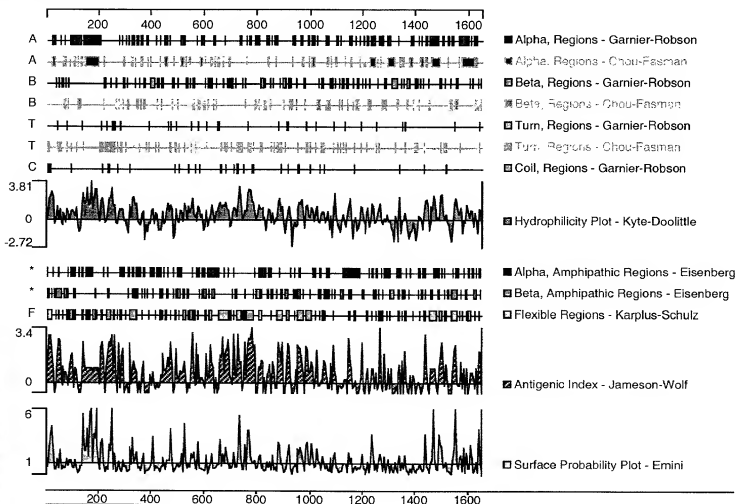 200 400 600 800 1000 1200 1400 1600
A Alpha, Regions - Garnier-Robson
A Alpha, Regions - Chou-Fasman
B Beta, Regions - Garnier-Robson
B Beta, Regions - Chou-Fasman
T Turn, Regions - Garnier-Robson
T Turn, Regions - Chou-Fasman
C Coil, Regions - Garnier-Robson
3.81
0 Hydrophilicity Plot - Kyte-Doolittle
-2.72
* Alpha, Amphipathic Regions - Eisenberg
* Beta, Amphipathic Regions - Eisenberg
F Flexible Regions - Karplus-Schulz
3.4
0 Antigenic Index - Jameson-Wolf
6
1 Surface Probability Plot - Emini
200 400 600 800 1000 1200 1400 1600